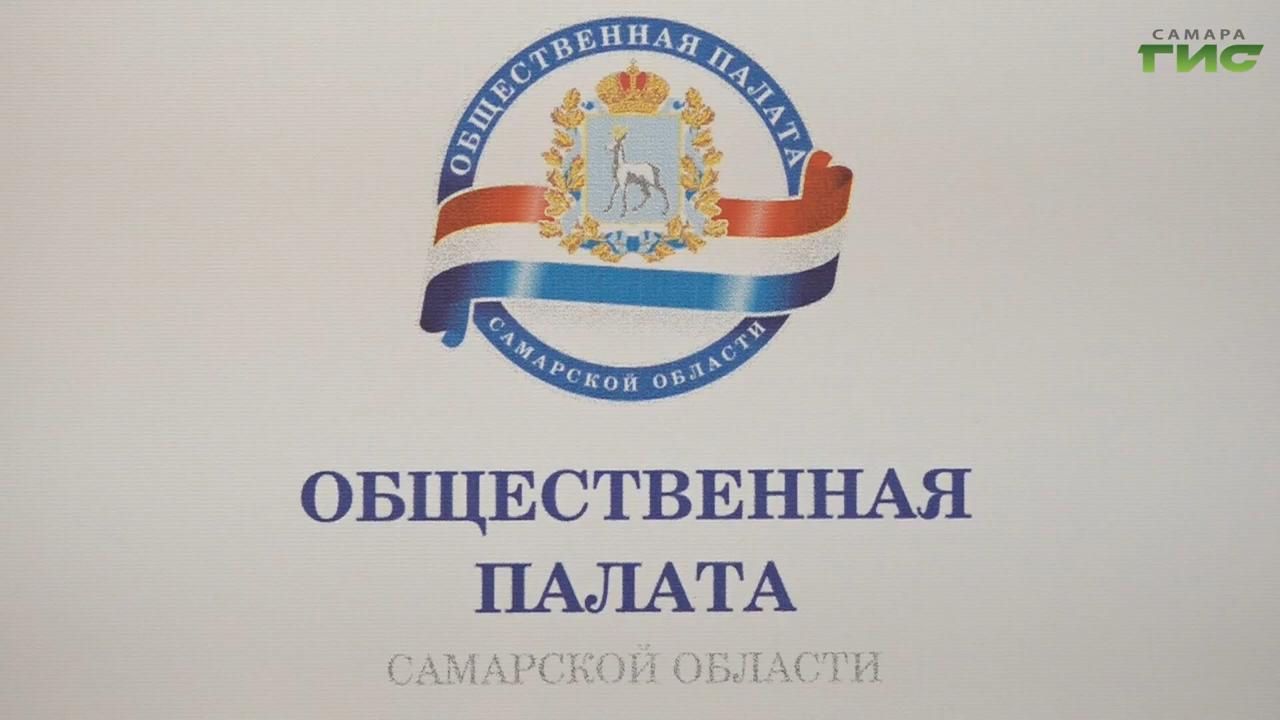 САМАРА
ГИС
ОБЩЕСТВЕННАЯ ПАЛАТА
САМАРСКОЙ ОБЛАСТИ
ОБЩЕСТВЕННАЯ
ПАЛАТА
САМАРСКОЙ ОБЛАСТИ